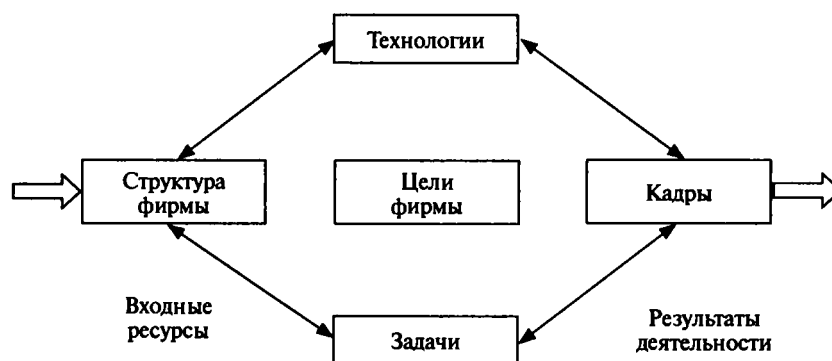 Технологии
Структура
фирмы
Цели
фирмы
Кадры
Входные
ресурсы
Задачи
Результаты
деятельности